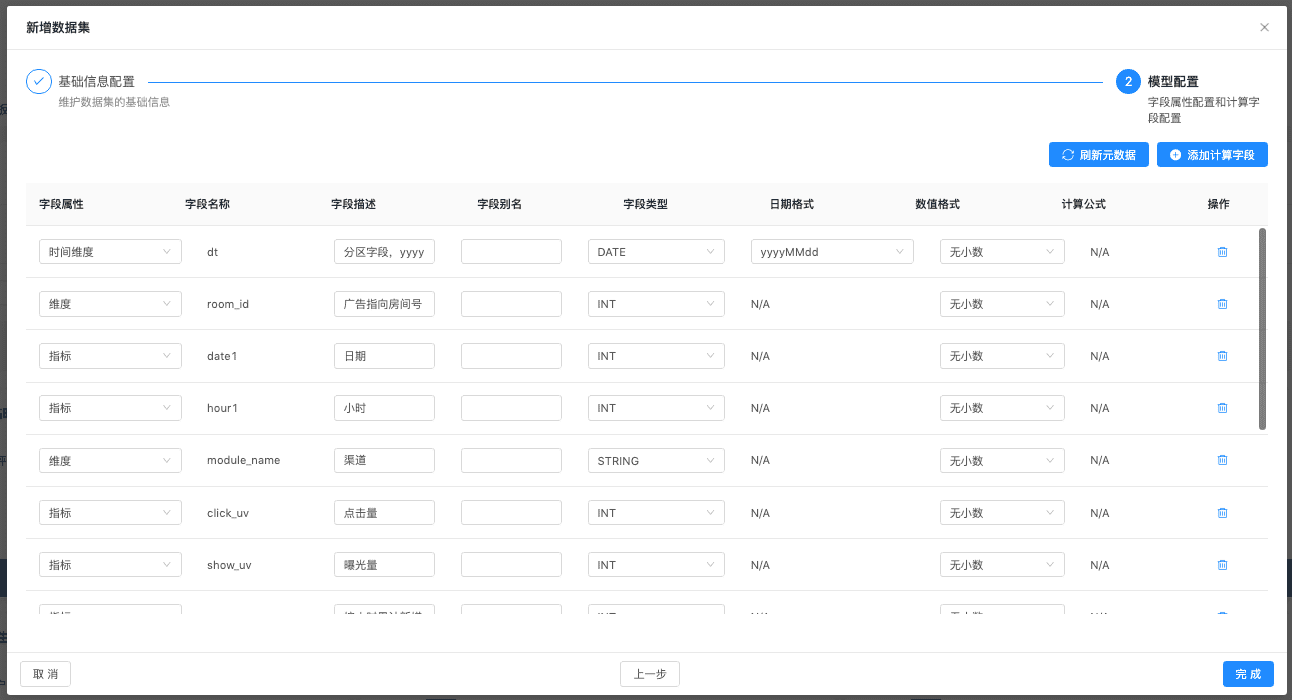 新增数据集
基础信息配置
维护数据集的基础信息
2 模型配置
字段属性配置和计算字
段配置
刷新元数据 添加计算字段
字段属性 字段名称 字段描述 字段别名 字段类型 日期格式 数值格式 计算公式 操作
时间维度 dt 分区字段，yyyy DATE yyyyMMdd 无小数 N/A
维度 room_id 广告指向房间号 INT N/A 无小数 N/A
指标 date1 日期 INT N/A 无小数 N/A
指标 hour1 小时 INT N/A 无小数 N/A
维度 module_name 渠道 STRING N/A 无小数 N/A
指标 click_uv 点击量 INT N/A 无小数 N/A
指标 show_uv 曝光量 INT N/A 无小数 N/A
取 消 上一步 完 成